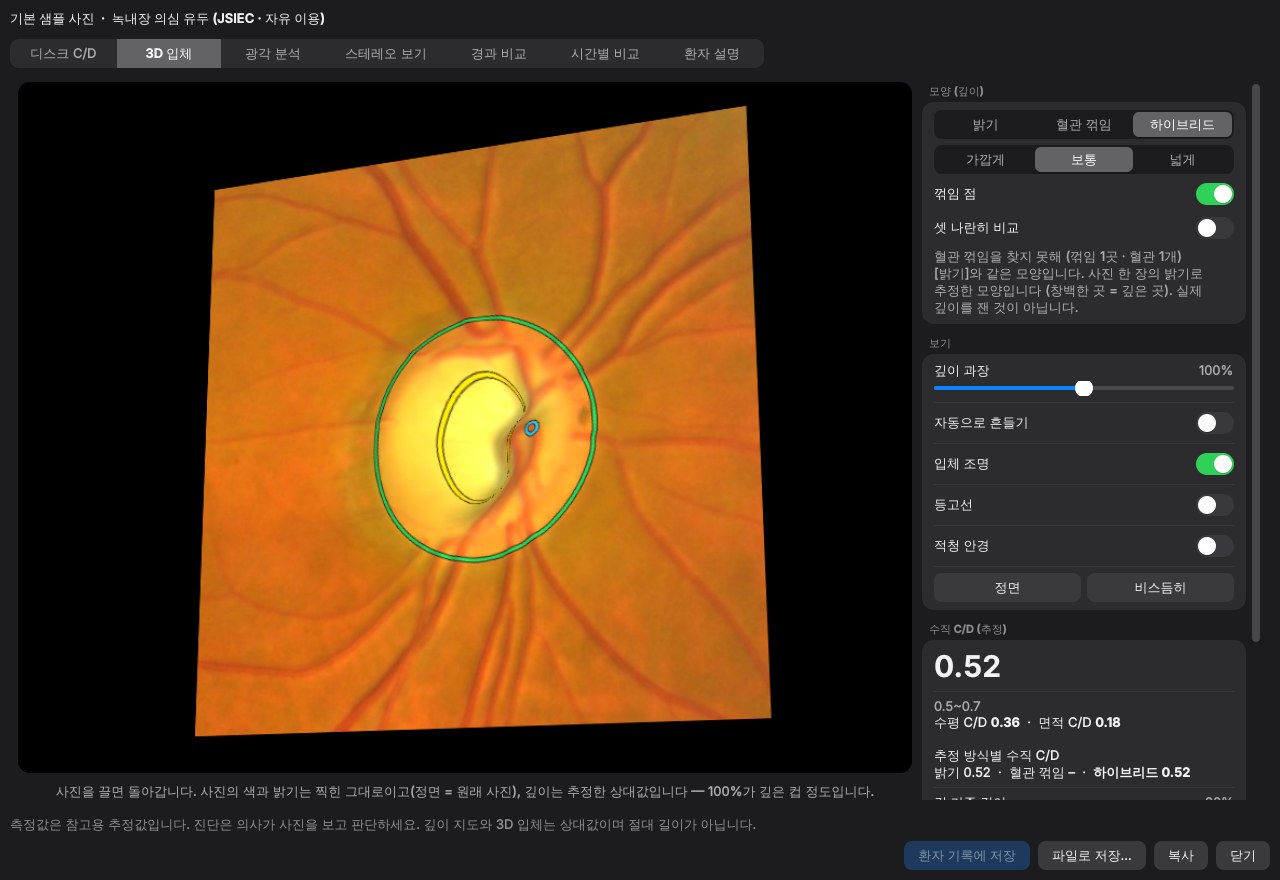 기본 샘플 사진 · 녹내장 의심 유두 (JSIEC · 자유 이용)
디스크 C/D 3D 입체 광각 분석 스테레오 보기 경과 비교 시간별 비교 환자 설명
모양 (깊이)
밝기 혈관 꺾임 하이브리드
가깝게 보통 넓게
꺾임 점
셋 나란히 비교
혈관 꺾임을 찾지 못해 (꺾임 1곳 · 혈관 1개)
[밝기]와 같은 모양입니다. 사진 한 장의 밝기로
추정한 모양입니다 (창백한 곳 = 깊은 곳). 실제
깊이를 잰 것이 아닙니다.
보기
깊이 과장 100%
자동으로 흔들기
입체 조명
등고선
적청 안경
정면 비스듬히
수직 C/D (추정)
0.52
0.5~0.7
수평 C/D 0.36 · 면적 C/D 0.18
추정 방식별 수직 C/D
밝기 0.52 · 혈관 꺾임 – · 하이브리드 0.52
사진을 끌면 돌아갑니다. 사진의 색과 밝기는 찍힌 그대로이고(정면 = 원래 사진), 깊이는 추정한 상대값입니다 — 100%가 깊은 컵 정도입니다.
측정값은 참고용 추정값입니다. 진단은 의사가 사진을 보고 판단하세요. 깊이 지도와 3D 입체는 상대값이며 절대 길이가 아닙니다.
환자 기록에 저장 파일로 저장... 복사 닫기